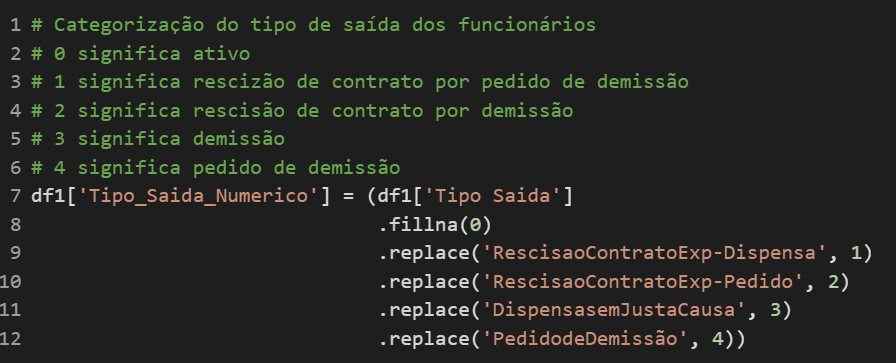 1 # Categorização do tipo de saída dos funcionários
2 # 0 significa ativo
3 # 1 significa rescizão de contrato por pedido de demissão
4 # 2 significa rescisão de contrato por demissão
5 # 3 significa demissão
6 # 4 significa pedido de demissão
7 df1['Tipo_Saida_Numerico'] = (df1['Tipo Saida']
8                              .fillna(0)
9                              .replace('RescisaoContratoExp-Dispensa', 1)
10                              .replace('RescisaoContratoExp-Pedido', 2)
11                              .replace('DispensasemJustaCausa', 3)
12                              .replace('PedidodeDemissão', 4))